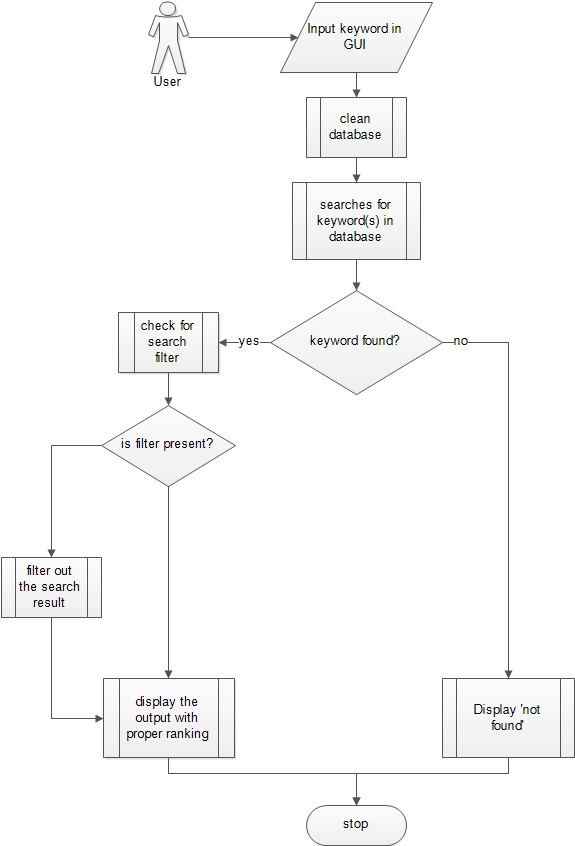 User
Input keyword in
GUI
clean
database
searches for
keyword(s) in
database
keyword found?
yes
no
check for
search
filter
is filter present?
filter out
the search
result
display the
output with
proper ranking
Display 'not
found'
stop